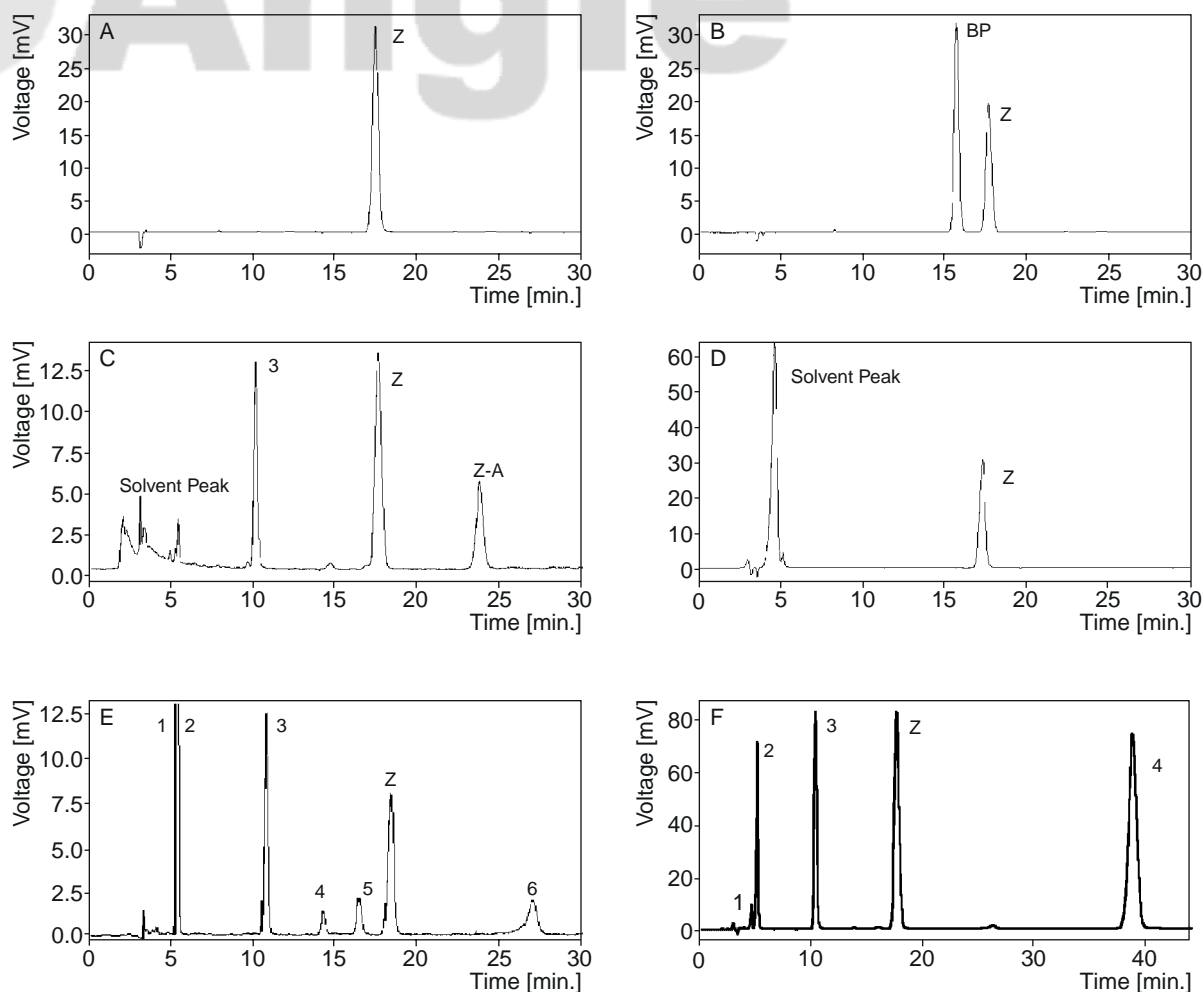 Angle
A
Z
Voltage [mV]
30
25
20
15
10
5
0
0 5 10 15 20 25 30
Time [min.]
B
BP
Z
Voltage [mV]
30
25
20
15
10
5
0
0 5 10 15 20 25 30
Time [min.]
C
3
Z
Z-A
Solvent Peak
Voltage [mV]
12.5
10.0
7.5
5.0
2.5
0.0
0 5 10 15 20 25 30
Time [min.]
D
Solvent Peak
Z
Voltage [mV]
60
50
40
30
20
10
0
0 5 10 15 20 25 30
Time [min.]
E
1 2
3
4
5
Z
6
Voltage [mV]
12.5
10.0
7.5
5.0
2.5
0.0
0 5 10 15 20 25 30
Time [min.]
F
1
2
3
Z
4
Voltage [mV]
80
60
40
20
0
0 10 20 30 40
Time [min.]